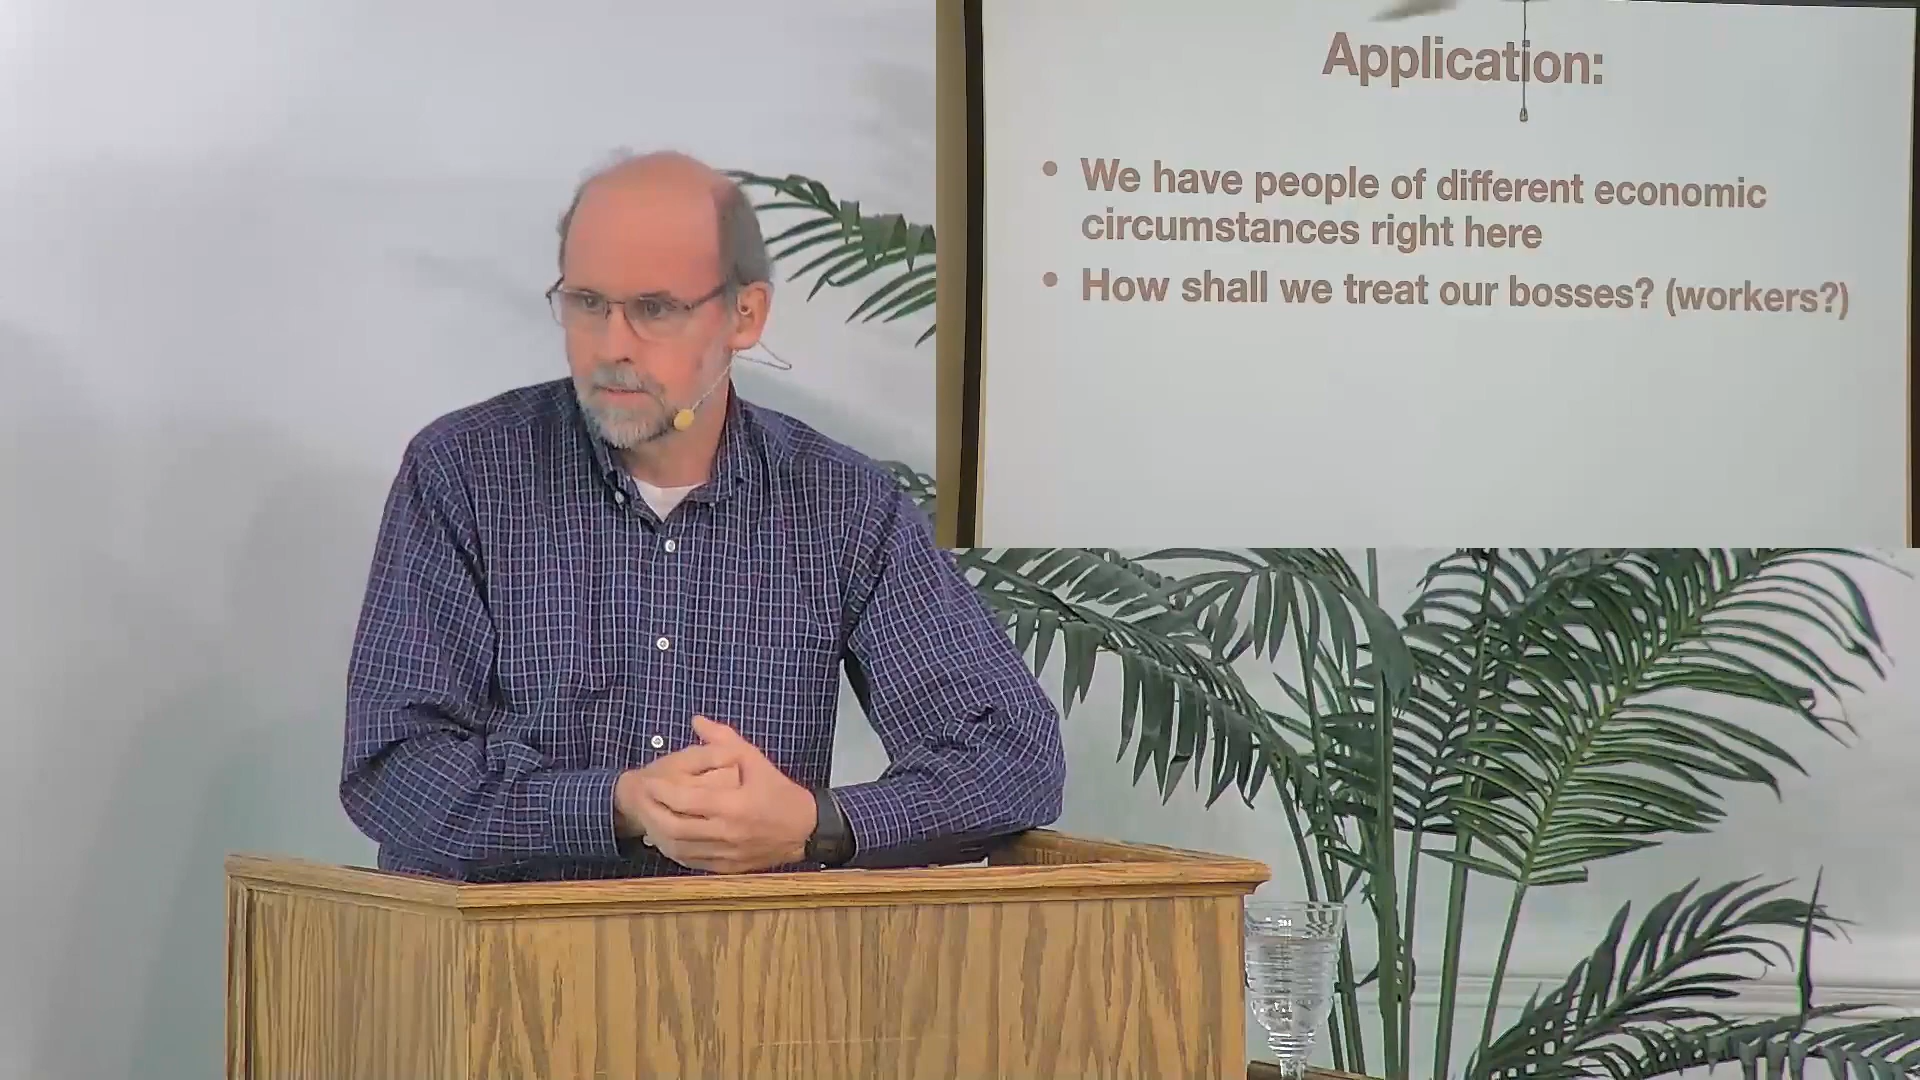 Application:
• We have people of different economic
circumstances right here
• How shall we treat our bosses? (workers?)